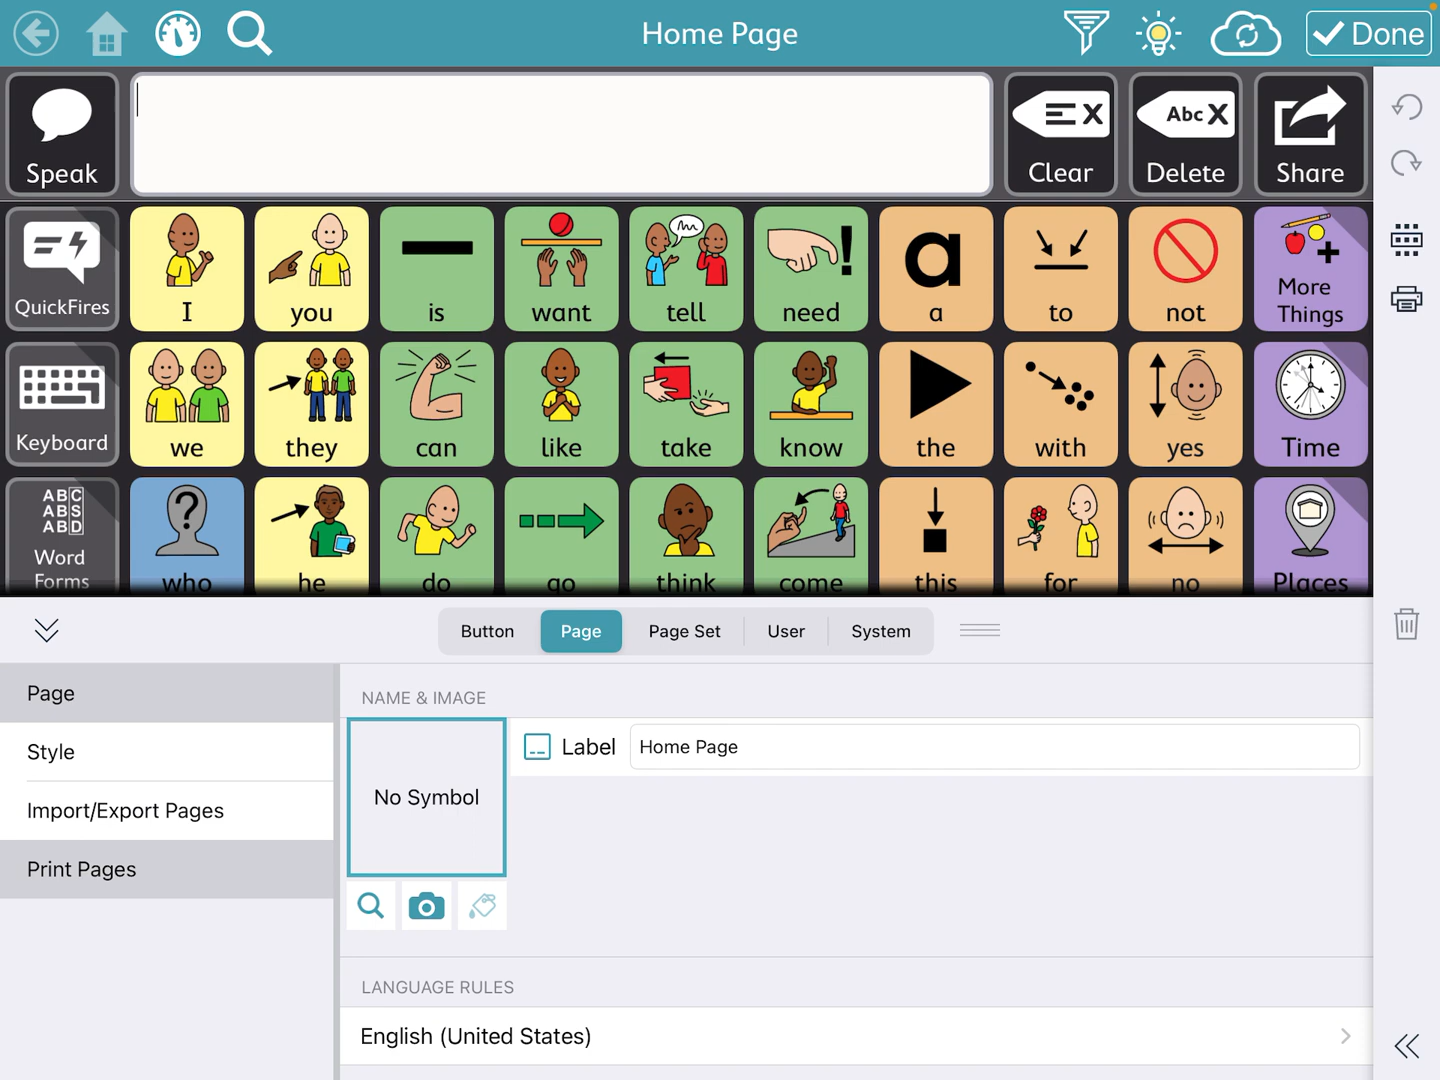 Home Page
Done
Speak
X
Clear
Abc X
Delete
Share
QuickFires
I
you
is
want
tell
!
need
a
a
to
not
More
Things
Keyboard
we
they
can
like
take
know
the
with
yes
Time
ABC
ABS
ABD
Word
Forms
?
who
he
do
go
think
come
this
for
no
Places
Button
Page
Page Set
User
System
Page
Style
Import/Export Pages
Print Pages
NAME & IMAGE
No Symbol
Label
Home Page
LANGUAGE RULES
English (United States)